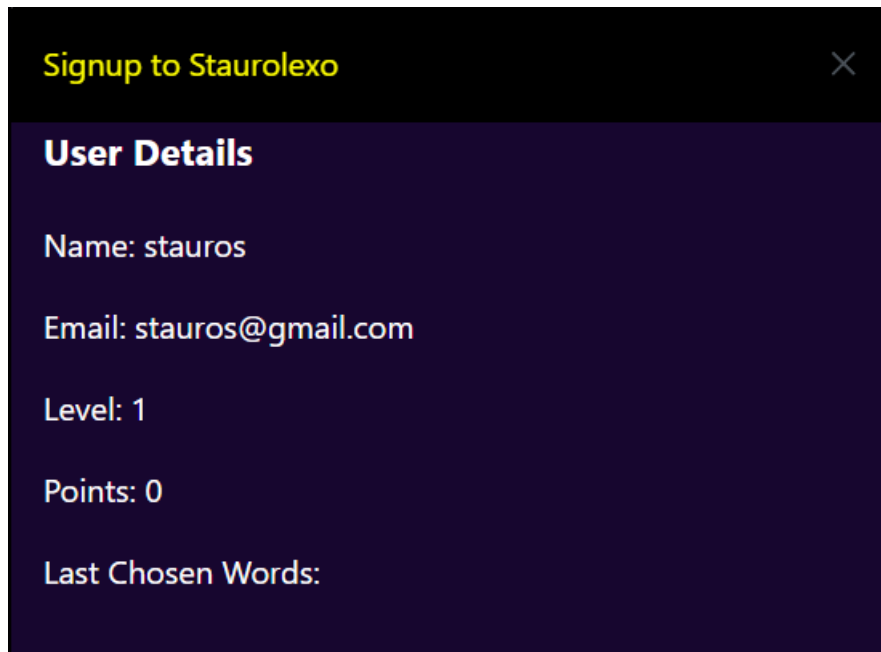 Signup to Staurolexo
User Details
Name: stauros
Email: stauros@gmail.com
Level: 1
Points: 0
Last Chosen Words: